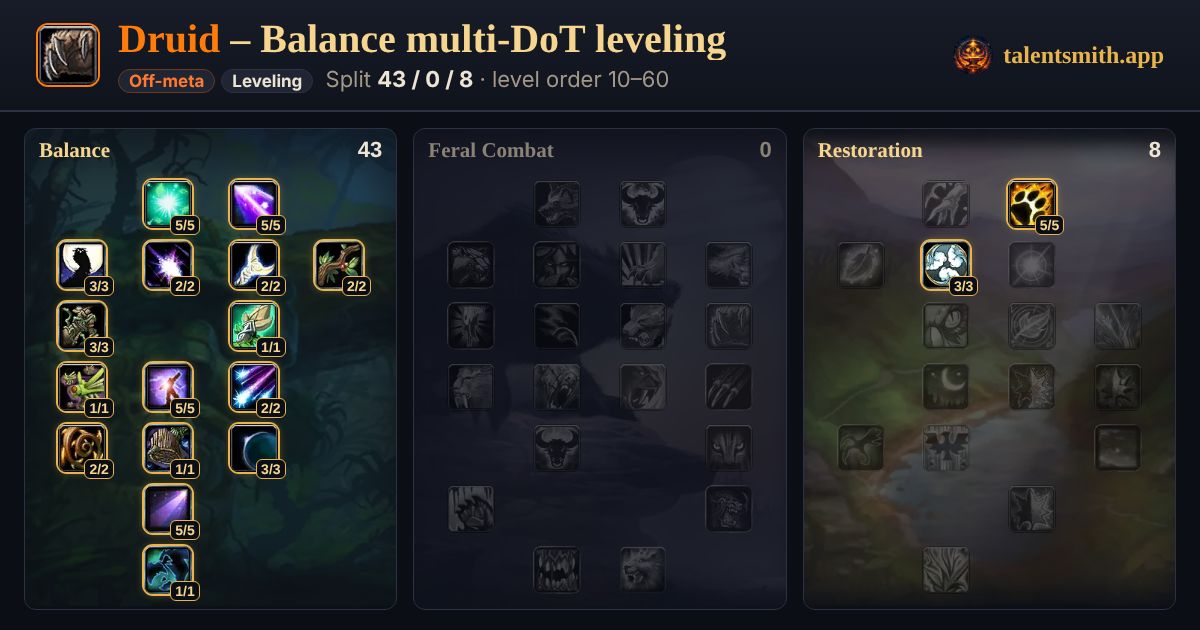 Druid – Balance multi-DoT leveling
talentsmith.app
Off-meta Leveling Split 43 / 0 / 8 · level order 10–60
Balance 43
Feral Combat 0
Restoration 8
5/5 5/5
5/5
3/3 2/2 2/2 2/2
3/3
3/3 1/1
1/1 5/5 2/2
2/2 1/1 3/3
5/5
1/1